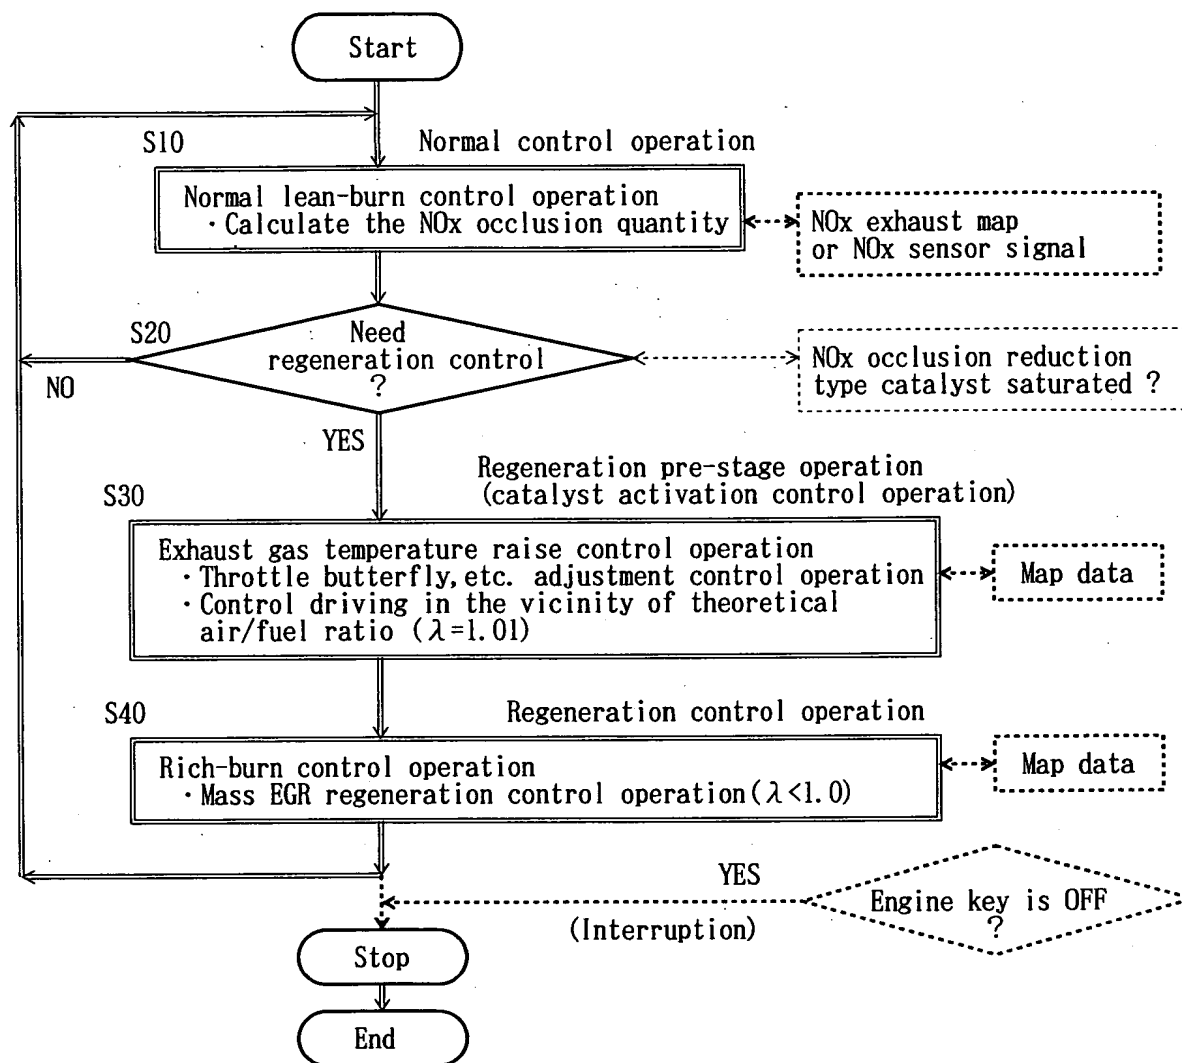 Start
S10
Normal control operation
Normal lean-burn control operation
・Calculate the NOx occlusion quantity
NOx exhaust map
or NOx sensor signal
S20
Need
regeneration control
?
NO
YES
NOx occlusion reduction
type catalyst saturated ?
Regeneration pre-stage operation
(catalyst activation control operation)
S30
Exhaust gas temperature raise control operation
・Throttle butterfly, etc. adjustment control operation
・Control driving in the vicinity of theoretical
air/fuel ratio (λ=1.01)
Map data
S40
Regeneration control operation
Rich-burn control operation
・Mass EGR regeneration control operation(λ<1.0)
Map data
YES
Engine key is OFF
?
(Interruption)
Stop
End